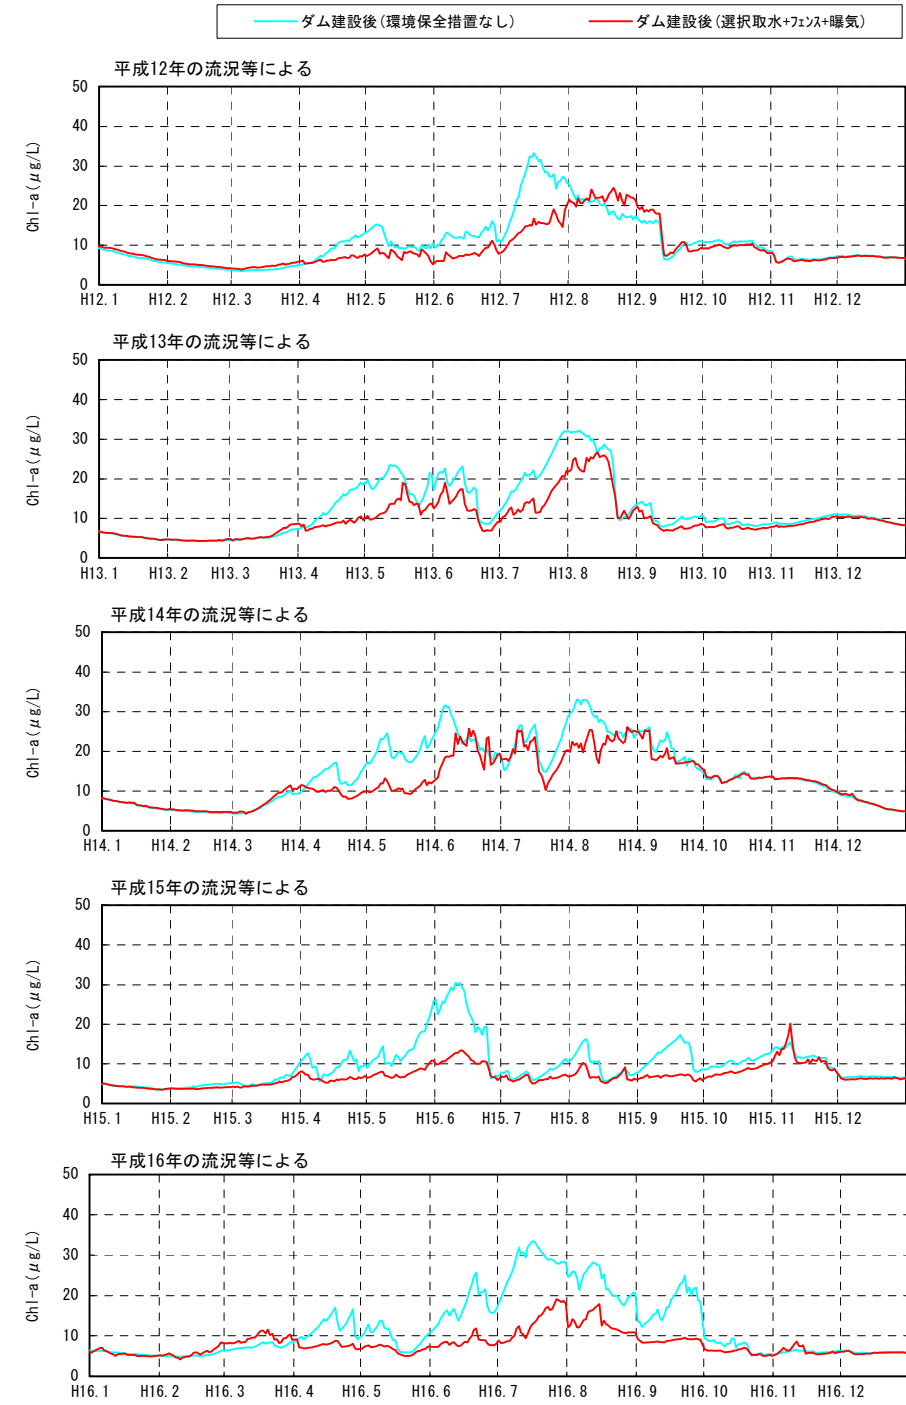 ダム建設後(環境保全措置なし) ダム建設後(選択取水+フェンス+曝気)
平成12年の流況等による
Chl-a(μg/L)
50
40
30
20
10
0
H12.1 H12.2 H12.3 H12.4 H12.5 H12.6 H12.7 H12.8 H12.9 H12.10 H12.11 H12.12
平成13年の流況等による
Chl-a(μg/L)
50
40
30
20
10
0
H13.1 H13.2 H13.3 H13.4 H13.5 H13.6 H13.7 H13.8 H13.9 H13.10 H13.11 H13.12
平成14年の流況等による
Chl-a(μg/L)
50
40
30
20
10
0
H14.1 H14.2 H14.3 H14.4 H14.5 H14.6 H14.7 H14.8 H14.9 H14.10 H14.11 H14.12
平成15年の流況等による
Chl-a(μg/L)
50
40
30
20
10
0
H15.1 H15.2 H15.3 H15.4 H15.5 H15.6 H15.7 H15.8 H15.9 H15.10 H15.11 H15.12
平成16年の流況等による
Chl-a(μg/L)
50
40
30
20
10
0
H16.1 H16.2 H16.3 H16.4 H16.5 H16.6 H16.7 H16.8 H16.9 H16.10 H16.11 H16.12